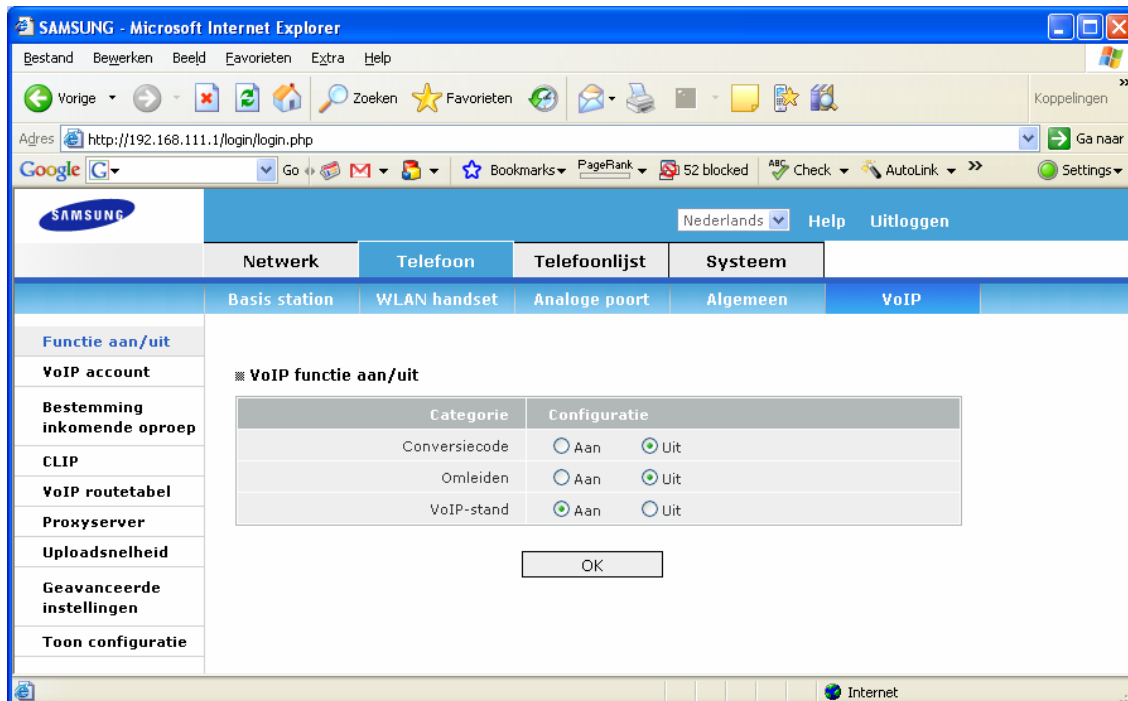 SAMSUNG - Microsoft Internet Explorer
Bestand Bewerken Beeld Favorieten Extra Help
Vorige Zoeken Favorieten Koppelingen »
Adres http://192.168.111.1/login/login.php Ga naar
Google G Go Bookmarks PageRank 52 blocked ABC Check AutoLink » Settings
SAMSUNG Nederlands Help Uitloggen
Netwerk Telefoon Telefoonlijst Systeem
Basis station WLAN handset Analoge poort Algemeen VoIP
Functie aan/uit
VoIP account
Bestemming
inkomende oproep
CLIP
VoIP routetabel
Proxyserver
Uploadsnelheid
Geavanceerde
instellingen
Toon configuratie
VoIP functie aan/uit
Categorie Configuratie
Conversiecode Aan Uit
Omleiden Aan Uit
VoIP-stand Aan Uit
OK
Internet